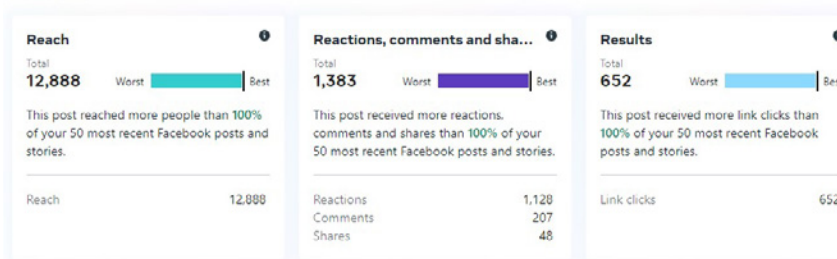 Reach
Total
12,888 Worst Best
This post reached more people than 100%
of your 50 most recent Facebook posts and
stories.
Reach 12,888
Reactions, comments and sha...
Total
1,383 Worst Best
This post received more reactions,
comments and shares than 100% of your
50 most recent Facebook posts and stories.
Reactions 1,128
Comments 207
Shares 48
Results
Total
652 Worst Bes
This post received more link clicks than
100% of your 50 most recent Facebook
posts and stories.
Link clicks 652